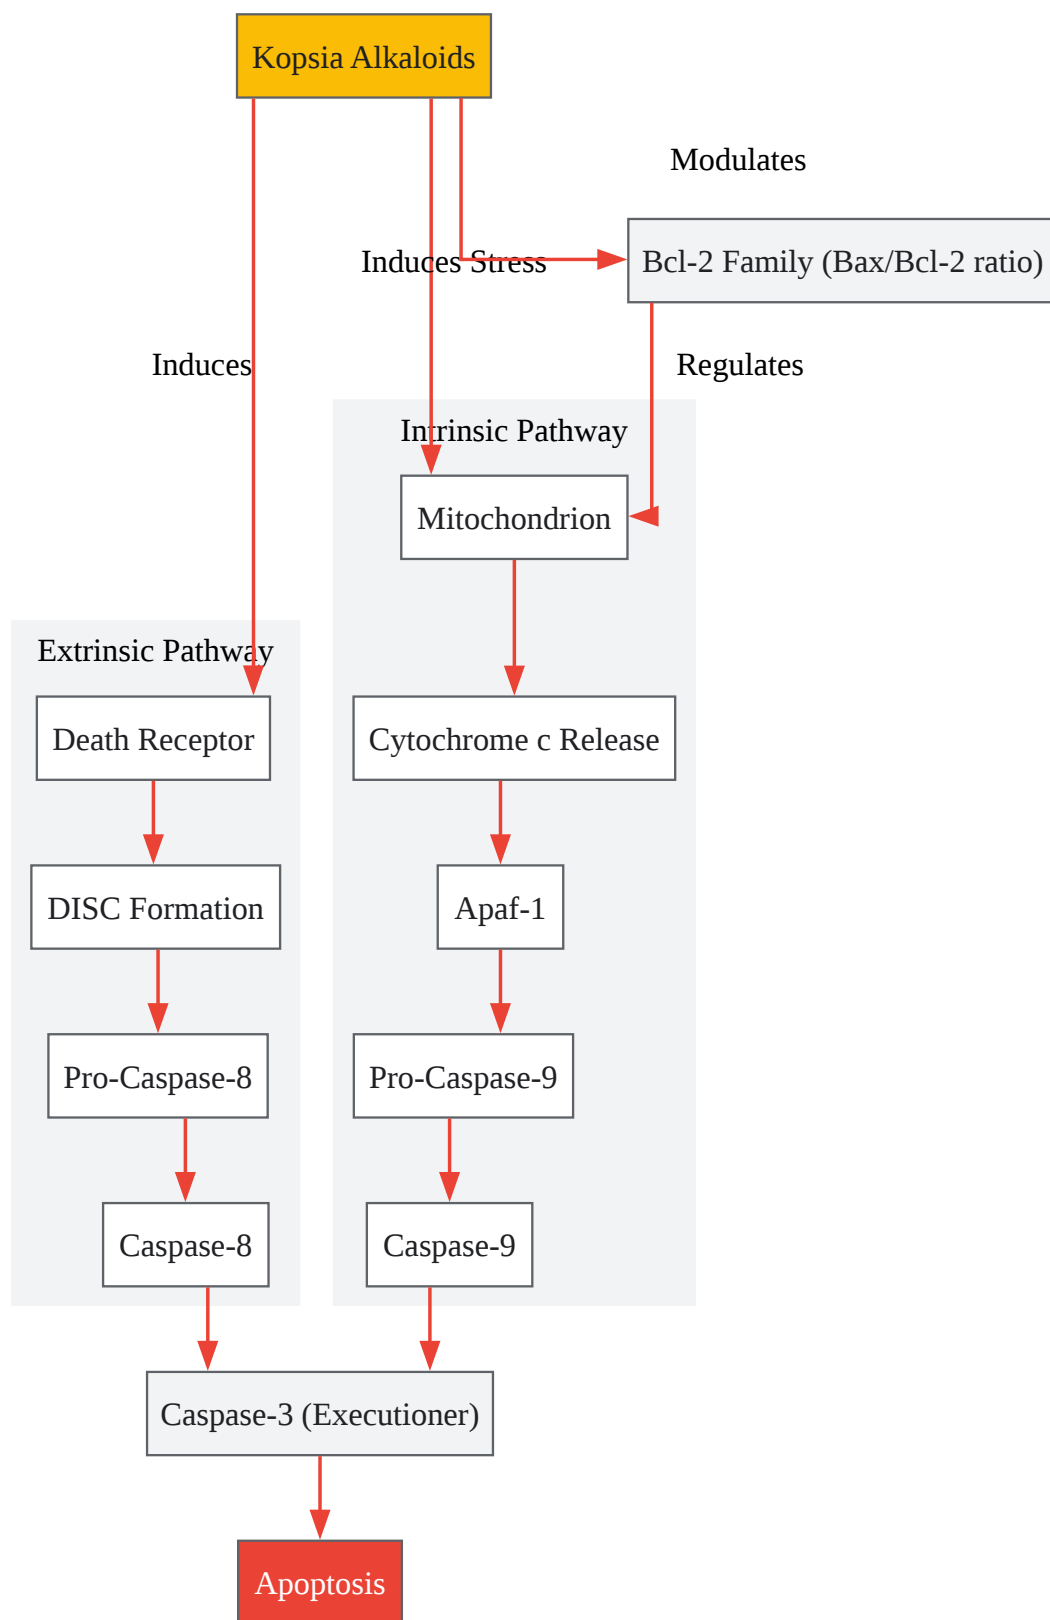 Kopsia Alkaloids
Modulates
Induces Stress
Bcl-2 Family (Bax/Bcl-2 ratio)
Induces
Regulates
Intrinsic Pathway
Mitochondrion
Extrinsic Pathway
Death Receptor
Cytochrome c Release
DISC Formation
Apaf-1
Pro-Caspase-8
Pro-Caspase-9
Caspase-8
Caspase-9
Caspase-3 (Executioner)
Apoptosis